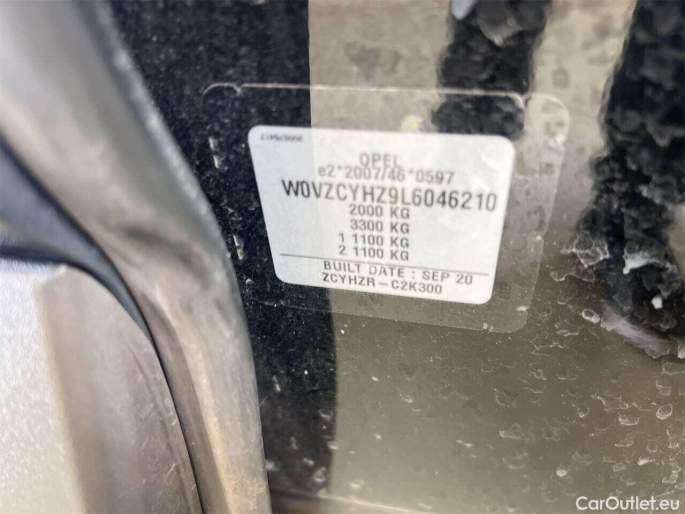 OPEL
e2*2007/46*0597
W0VZCYHZ9L6046210
2000 KG
3300 KG
1 1100 KG
2 1100 KG
BUILT DATE : SEP 20
ZCYHZR-C2K300
CarOutlet.eu